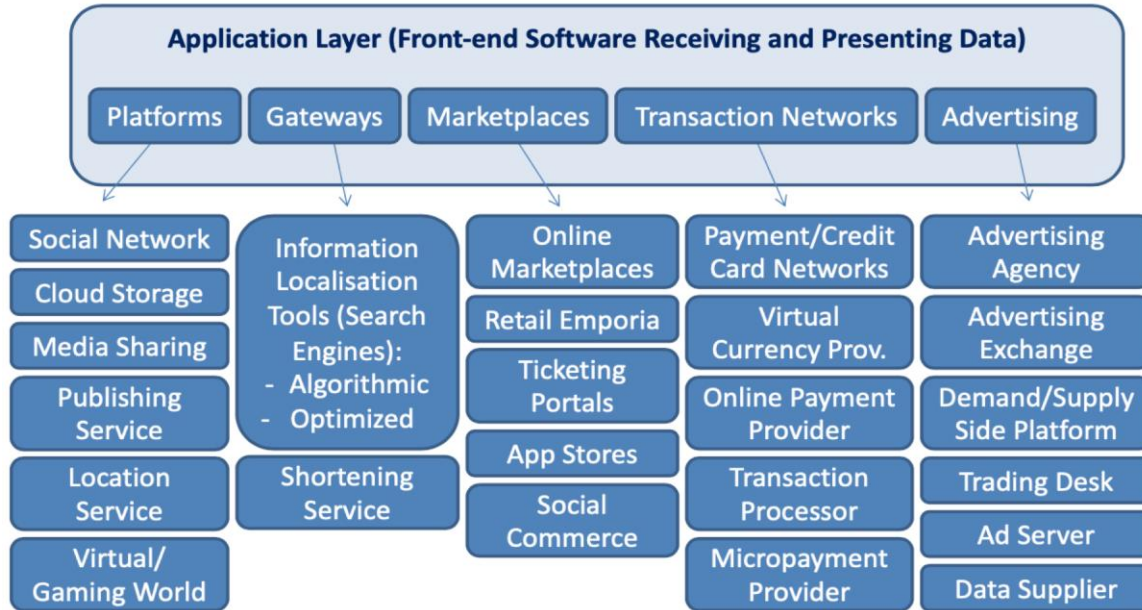 Application Layer (Front-end Software Receiving and Presenting Data)
Platforms
Gateways
Marketplaces
Transaction Networks
Advertising
Social Network
Cloud Storage
Media Sharing
Publishing
Service
Location
Service
Virtual/
Gaming World
Information
Localisation
Tools (Search
Engines):
- Algorithmic
- Optimized
Shortening
Service
Online
Marketplaces
Retail Emporia
Ticketing
Portals
App Stores
Social
Commerce
Payment/Credit
Card Networks
Virtual
Currency Prov.
Online Payment
Provider
Transaction
Processor
Micropayment
Provider
Advertising
Agency
Advertising
Exchange
Demand/Supply
Side Platform
Trading Desk
Ad Server
Data Supplier